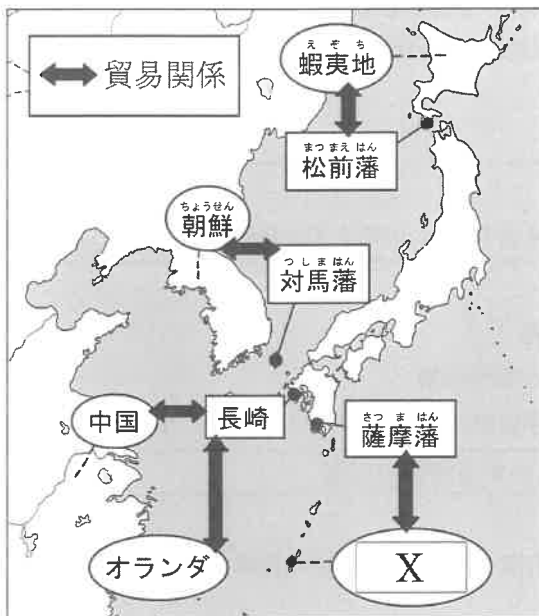 貿易関係
えぞち
蝦夷地
まつまえはん
松前藩
ちょうせん
朝鮮
つしまはん
対馬藩
中国
長崎
さつまはん
薩摩藩
オランダ
X